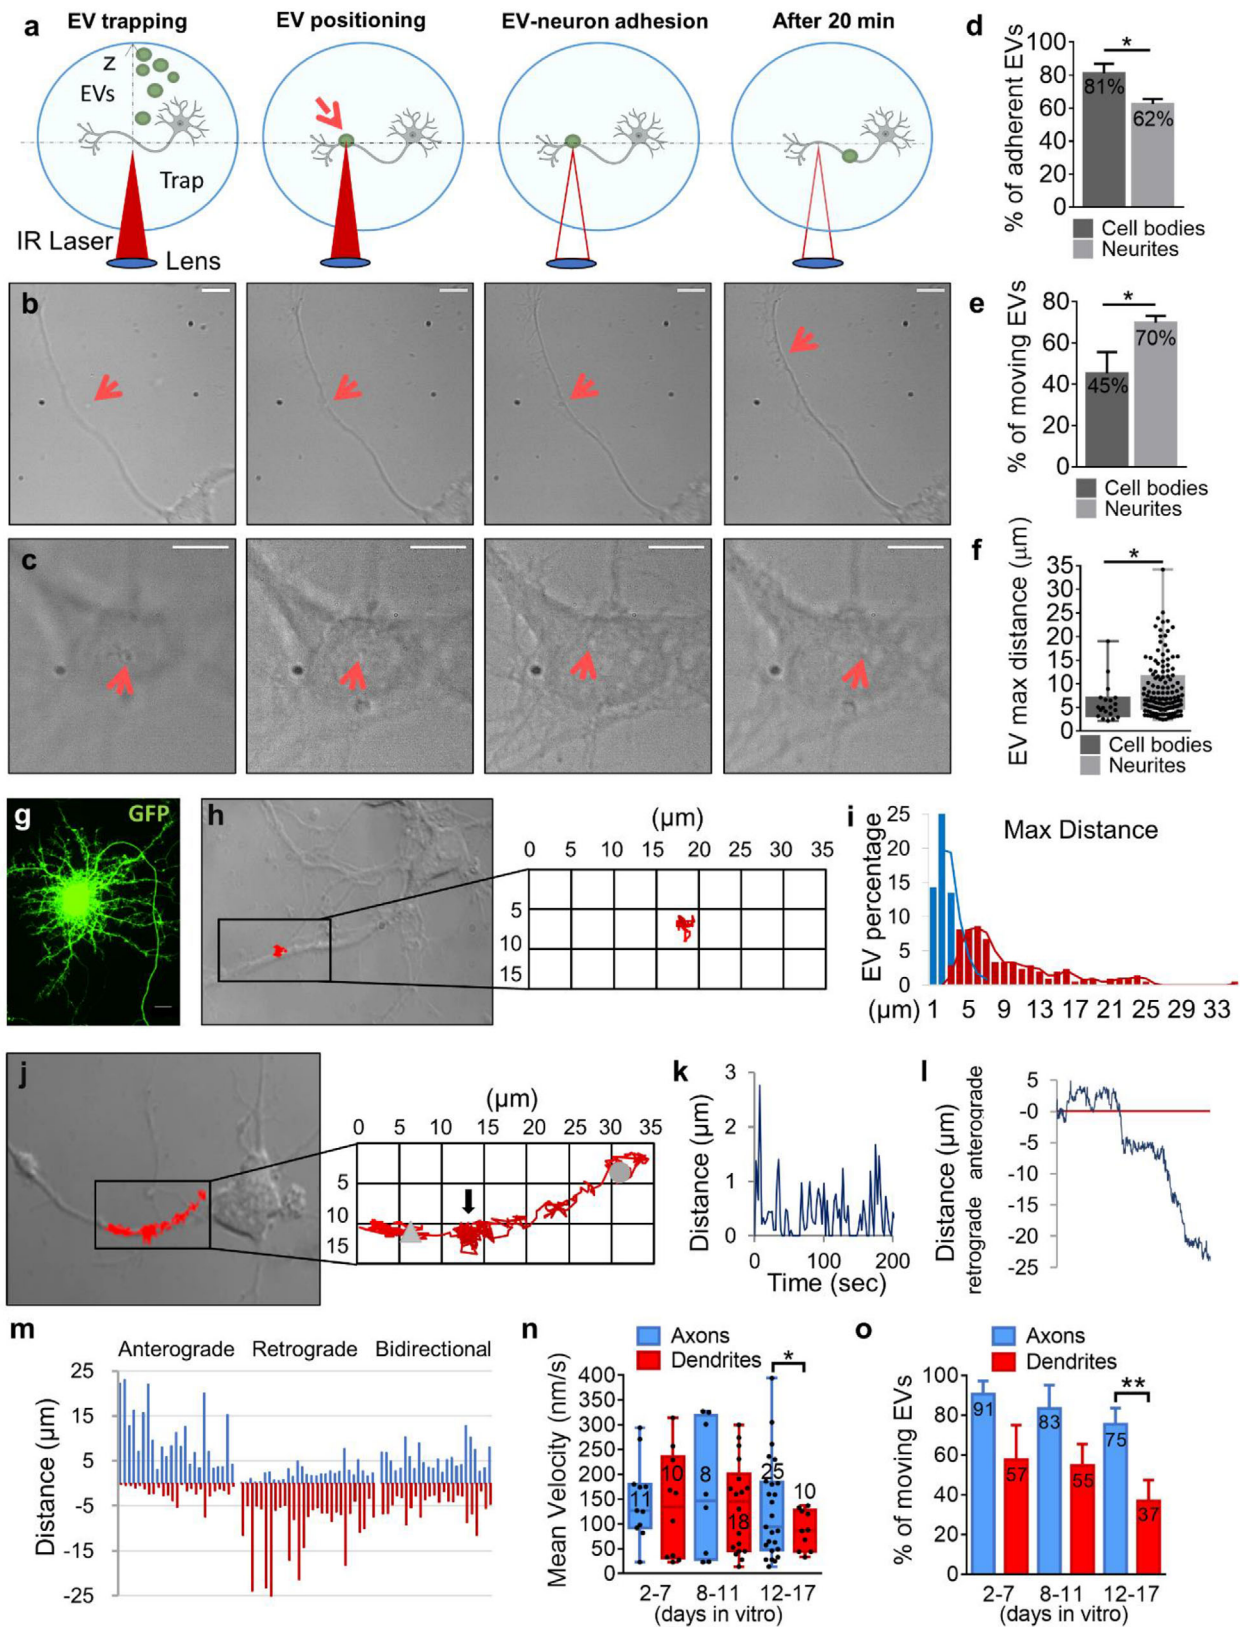 a
EV trapping
EV positioning
EV-neuron adhesion
After 20 min
Z
EVs
Trap
IR Laser
Lens
d
% of adherent EVs
100
80
60
40
20
0
*
81%
62%
Cell bodies
Neurites
b
e
% of moving EVs
80
60
40
20
0
*
45%
70%
Cell bodies
Neurites
c
f
EV max distance (μm)
35
25
20
15
10
5
0
*
Cell bodies
Neurites
g
GFP
h
(μm)
0 5 10 15 20 25 30 35
5
10
15
i
Max Distance
EV percentage
25
20
15
10
5
0
(μm) 1 5 9 13 17 21 25 29 33
j
(μm)
0 5 10 15 20 25 30 35
5
10
15
k
Distance (μm)
3
2
1
0
0 100 200
Time (sec)
l
Distance (μm)
retrograde anterograde
5
-0
-5
-10
-15
-20
-25
m
Anterograde Retrograde Bidirectional
Distance (μm)
25
15
5
-5
-15
-25
n
Axons
Dendrites
Mean Velocity (nm/s)
400
350
300
250
200
150
100
50
0
*
11
10
8
18
25
10
2-7 8-11 12-17
(days in vitro)
o
Axons
Dendrites
% of moving EVs
100
80
60
40
20
0
**
91
57
83
55
75
37
2-7 8-11 12-17
(days in vitro)